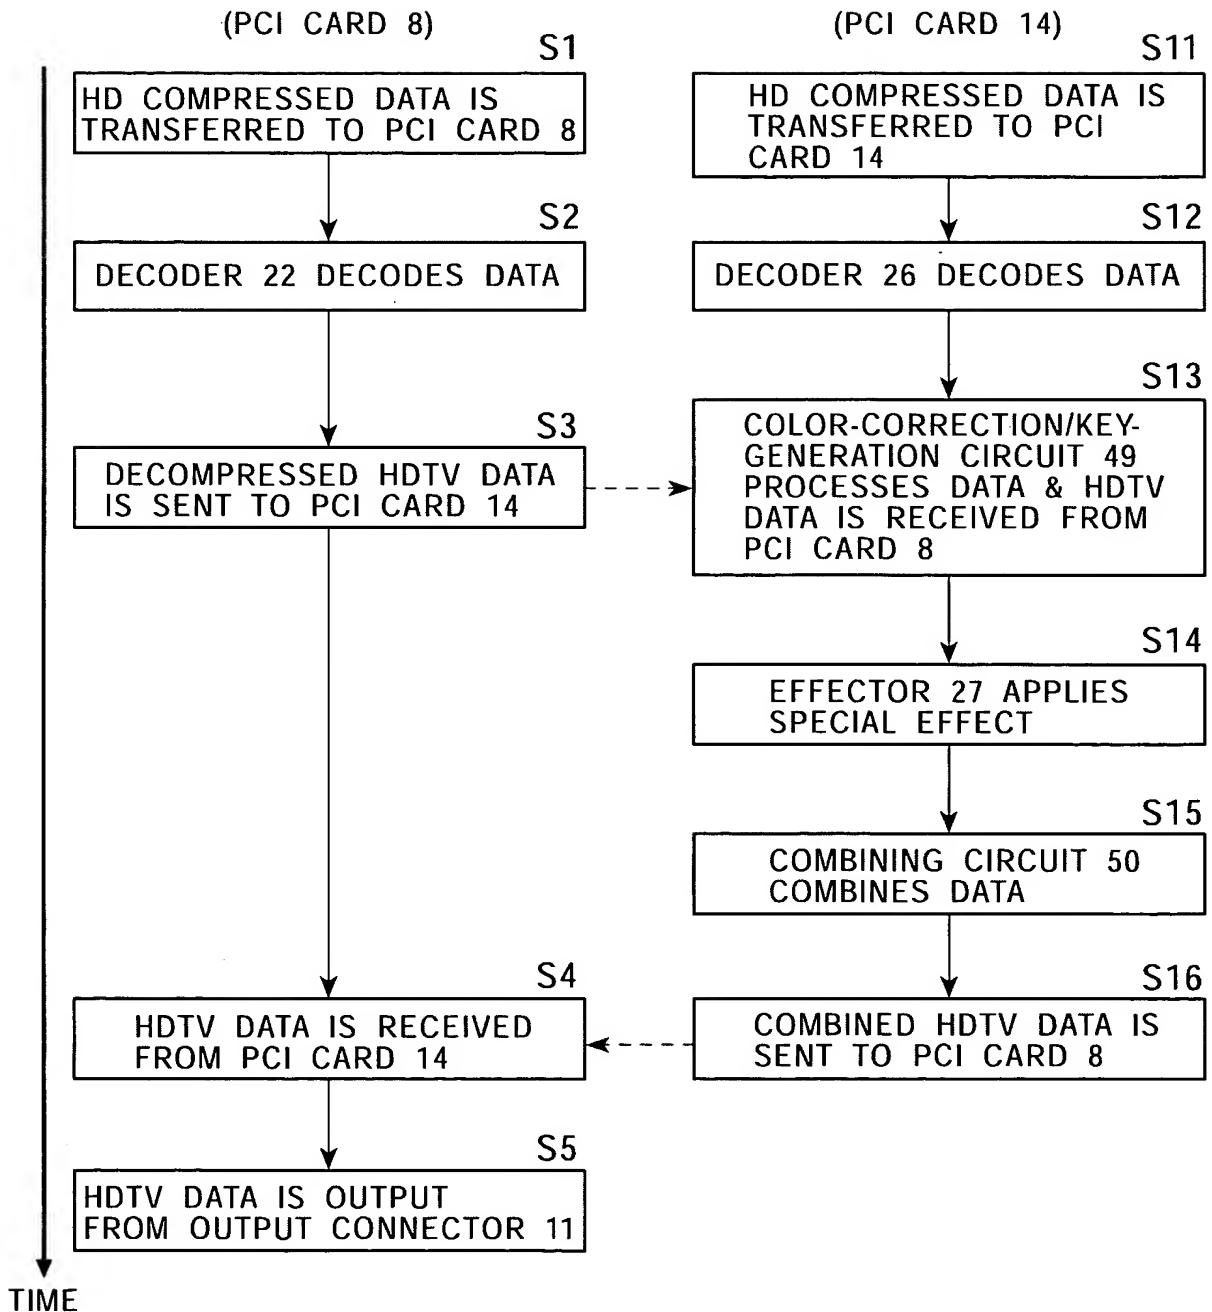 (PCI CARD 8)
S1
HD COMPRESSED DATA IS
TRANSFERRED TO PCI CARD 8
S2
DECODER 22 DECODES DATA
S3
DECOMPRESSED HDTV DATA
IS SENT TO PCI CARD 14
S4
HDTV DATA IS RECEIVED
FROM PCI CARD 14
S5
HDTV DATA IS OUTPUT
FROM OUTPUT CONNECTOR 11
TIME
(PCI CARD 14)
S11
HD COMPRESSED DATA IS
TRANSFERRED TO PCI
CARD 14
S12
DECODER 26 DECODES DATA
S13
COLOR-CORRECTION/KEY-
GENERATION CIRCUIT 49
PROCESSES DATA & HDTV
DATA IS RECEIVED FROM
PCI CARD 8
S14
EFFECTOR 27 APPLIES
SPECIAL EFFECT
S15
COMBINING CIRCUIT 50
COMBINES DATA
S16
COMBINED HDTV DATA IS
SENT TO PCI CARD 8